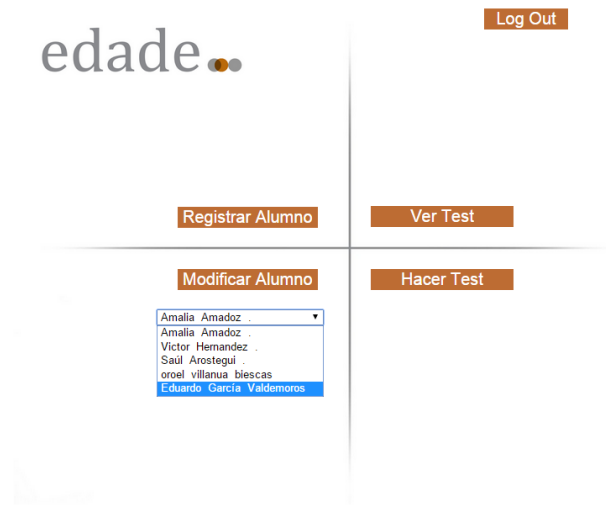 Log Out
edade
Registrar Alumno
Ver Test
Modificar Alumno
Hacer Test
Amalia Amadoz .
Amalia Amadoz .
Victor Hernandez .
Saúl Arostegui .
oroel villanua biescas
Eduardo García Valdemoros